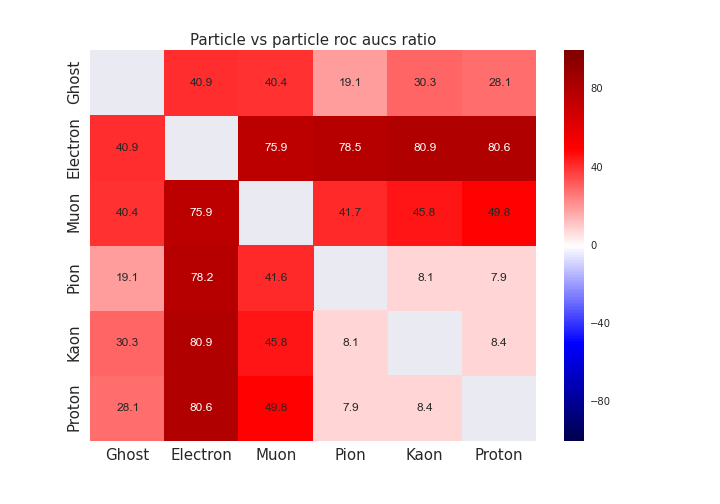 Particle vs particle roc aucs ratio
Ghost 40.9 40.4 19.1 30.3 28.1
Electron 40.9 75.9 78.5 80.9 80.6
Muon 40.4 75.9 41.7 45.8 49.8
Pion 19.1 78.2 41.6 8.1 7.9
Kaon 30.3 80.9 45.8 8.1 8.4
Proton 28.1 80.6 49.8 7.9 8.4
Ghost Electron Muon Pion Kaon Proton
80
40
0
−40
−80